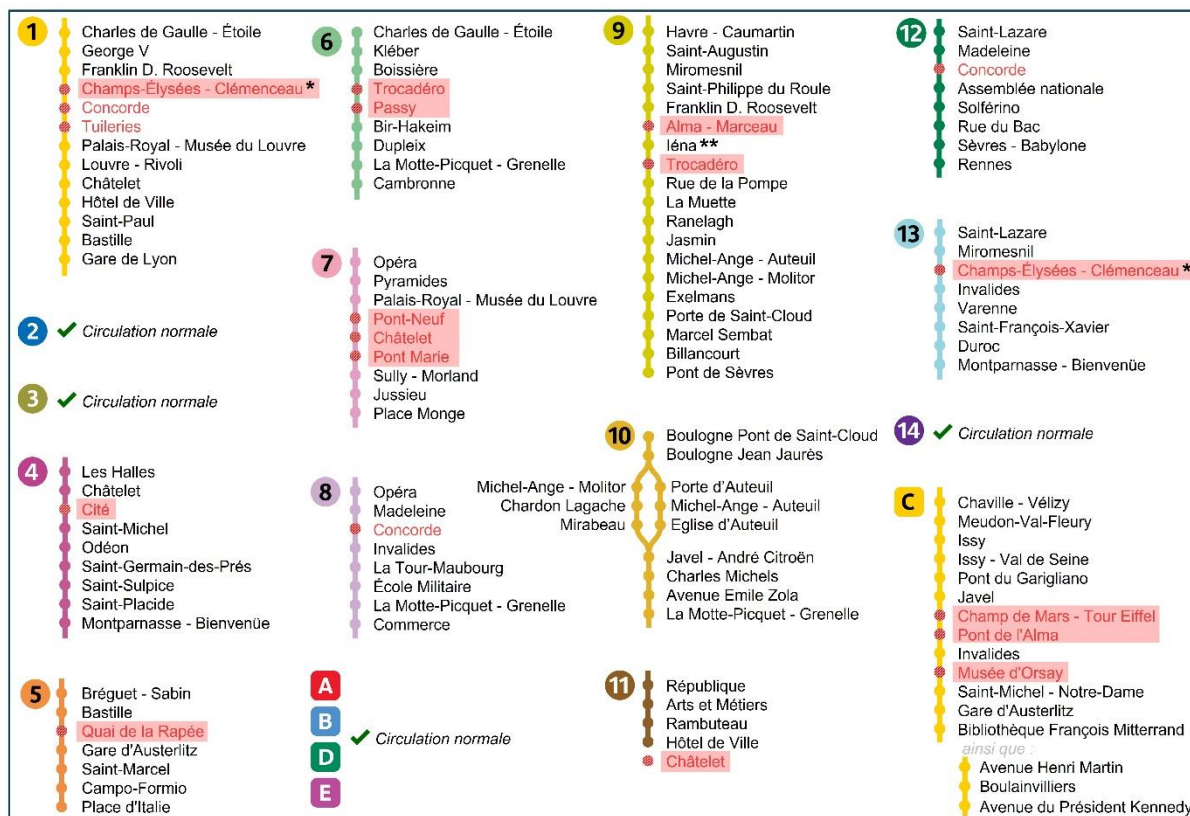 1
Charles de Gaulle - Étoile
George V
Franklin D. Roosevelt
Champs-Élysées - Clémenceau *
Concorde
Tuileries
Palais-Royal - Musée du Louvre
Louvre - Rivoli
Châtelet
Hôtel de Ville
Saint-Paul
Bastille
Gare de Lyon
2
Circulation normale
3
Circulation normale
4
Les Halles
Châtelet
Cité
Saint-Michel
Odéon
Saint-Germain-des-Prés
Saint-Sulpice
Saint-Placide
Montparnasse - Bienvenüe
5
Bréguet - Sabin
Bastille
Quai de la Rapée
Gare d'Austerlitz
Saint-Marcel
Campo-Formio
Place d'Italie
6
Charles de Gaulle - Étoile
Kléber
Boissière
Trocadéro
Passy
Bir-Hakeim
Dupleix
La Motte-Picquet - Grenelle
Cambronne
7
Opéra
Pyramides
Palais-Royal - Musée du Louvre
Pont-Neuf
Châtelet
Pont Marie
Sully - Morland
Jussieu
Place Monge
8
Opéra
Madeleine
Concorde
Invalides
La Tour-Maubourg
École Militaire
La Motte-Picquet - Grenelle
Commerce
A
B
D
E
Circulation normale
9
Havre - Caumartin
Saint-Augustin
Miromesnil
Saint-Philippe du Roule
Franklin D. Roosevelt
Alma - Marceau
Iéna **
Trocadéro
Rue de la Pompe
La Muette
Ranelagh
Jasmin
Michel-Ange - Auteuil
Michel-Ange - Molitor
Exelmans
Porte de Saint-Cloud
Marcel Sembat
Billancourt
Pont de Sèvres
10
Boulogne Pont de Saint-Cloud
Boulogne Jean Jaurès
Michel-Ange - Molitor
Chardon Lagache
Mirabeau
Porte d'Auteuil
Michel-Ange - Auteuil
Eglise d'Auteuil
Javel - André Citroën
Charles Michels
Avenue Emile Zola
La Motte-Picquet - Grenelle
11
République
Arts et Métiers
Rambuteau
Hôtel de Ville
Châtelet
12
Saint-Lazare
Madeleine
Concorde
Assemblée nationale
Solférino
Rue du Bac
Sèvres - Babylone
Rennes
13
Saint-Lazare
Miromesnil
Champs-Élysées - Clémenceau *
Invalides
Varenne
Saint-François-Xavier
Duroc
Montparnasse - Bienvenüe
14
Circulation normale
C
Chaville - Vélizy
Meudon-Val-Fleury
Issy
Issy - Val de Seine
Pont du Garigliano
Javel
Champ de Mars - Tour Eiffel
Pont de l'Alma
Invalides
Musée d'Orsay
Saint-Michel - Notre-Dame
Gare d'Austerlitz
Bibliothèque François Mitterrand
ainsi que :
Avenue Henri Martin
Boulainvilliers
Avenue du Président Kennedy